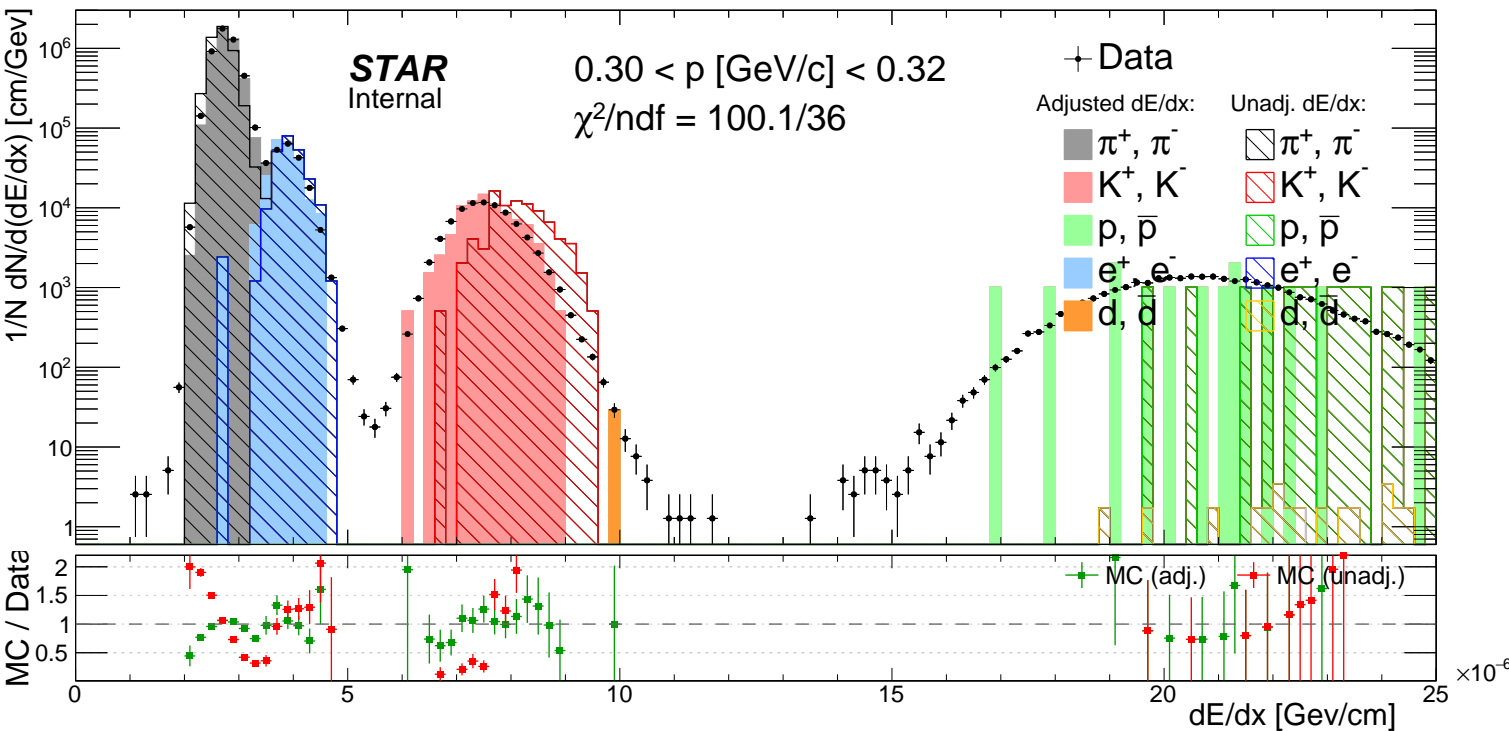 1/N dN/d(dE/dx) [cm/Gev]
10⁶
10⁵
10⁴
10³
10²
10
1
STAR
Internal
0.30 < p [GeV/c] < 0.32
χ²/ndf = 100.1/36
Data
Adjusted dE/dx: Unadj. dE/dx:
π⁺, π⁻ π⁺, π⁻
K⁺, K⁻ K⁺, K⁻
p, p̅ p, p̅
e⁺, e⁻ e⁺, e⁻
d, d̅ d, d̅
MC / Data
2
1.5
1
0.5
MC (adj.) MC (unadj.)
0 5 10 15 20 25
×10⁻⁶
dE/dx [Gev/cm]